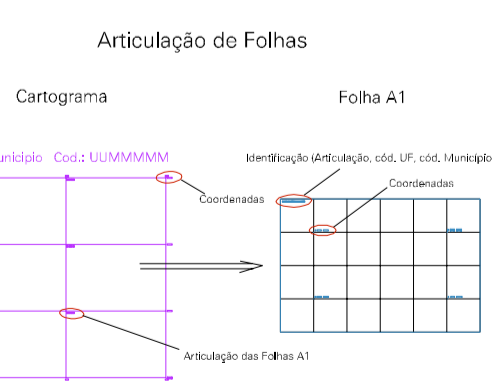 Articulação de Folhas
Cartograma
Folha A1
unicipio Cod.: UUMMMMM
Identificação (Articulação, cód. UF, cód. Município
Coordenadas
Coordenadas
Articulação das Folhas A1